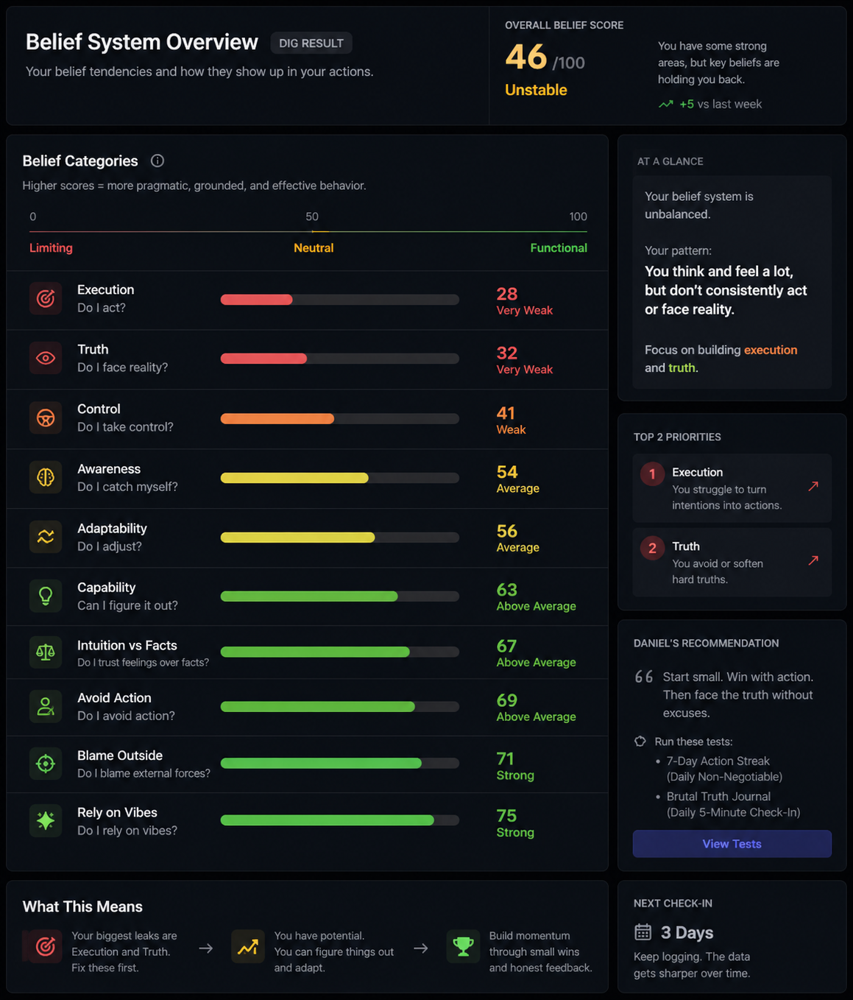 Belief System Overview
DIG RESULT
Your belief tendencies and how they show up in your actions.
OVERALL BELIEF SCORE
46 /100
Unstable
You have some strong
areas, but key beliefs are
holding you back.
+5 vs last week
Belief Categories
Higher scores = more pragmatic, grounded, and effective behavior.
0 50 100
Limiting Neutral Functional
Execution
Do I act?
28
Very Weak
Truth
Do I face reality?
32
Very Weak
Control
Do I take control?
41
Weak
Awareness
Do I catch myself?
54
Average
Adaptability
Do I adjust?
56
Average
Capability
Can I figure it out?
63
Above Average
Intuition vs Facts
Do I trust feelings over facts?
67
Above Average
Avoid Action
Do I avoid action?
69
Above Average
Blame Outside
Do I blame external forces?
71
Strong
Rely on Vibes
Do I rely on vibes?
75
Strong
AT A GLANCE
Your belief system is
unbalanced.
Your pattern:
You think and feel a lot,
but don't consistently act
or face reality.
Focus on building execution
and truth.
TOP 2 PRIORITIES
1
Execution
You struggle to turn
intentions into actions.
2
Truth
You avoid or soften
hard truths.
DANIEL'S RECOMMENDATION
Start small. Win with action.
Then face the truth without
excuses.
Run these tests:
• 7-Day Action Streak
(Daily Non-Negotiable)
• Brutal Truth Journal
(Daily 5-Minute Check-In)
View Tests
What This Means
Your biggest leaks are
Execution and Truth.
Fix these first.
You have potential.
You can figure things out
and adapt.
Build momentum
through small wins
and honest feedback.
NEXT CHECK-IN
3 Days
Keep logging. The data
gets sharper over time.